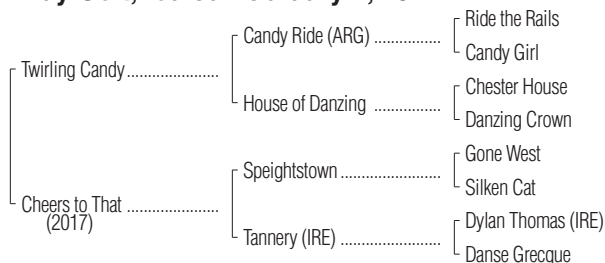 Ride the Rails
Candy Ride (ARG) ................
Candy Girl
Twirling Candy ......................
Chester House
House of Danzing ................
Danzing Crown
Gone West
Speightstown ........................
Silken Cat
Cheers to That ......................
(2017)
Dylan Thomas (IRE)
Tannery (IRE) ........................
Danse Grecque